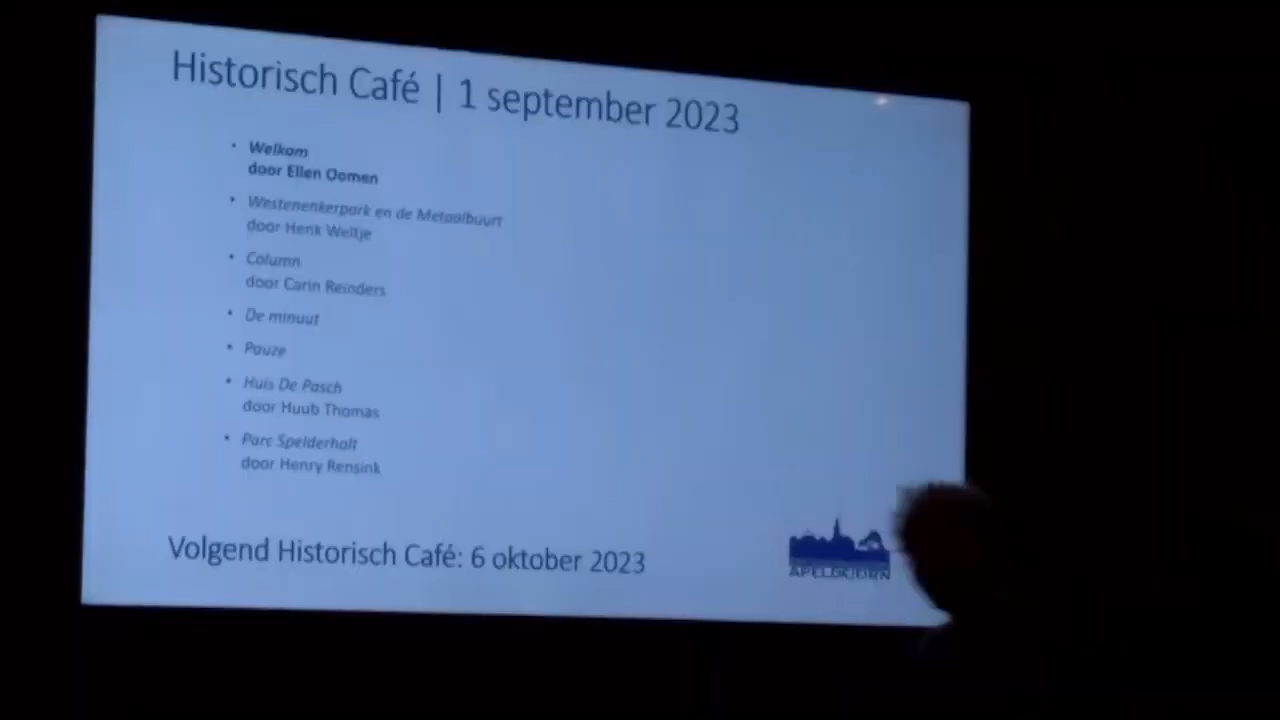 Historisch Café | 1 september 2023
• Welkom
door Ellen Oomen
• Westenenkerpark en de Metaalbuurt
door Henk Weltje
• Column
door Carin Reinders
• De minuut
• Pauze
• Huis De Pasch
door Huub Thomas
• Parc Spelderholt
door Henry Rensink
Volgend Historisch Café: 6 oktober 2023
APELDOORN